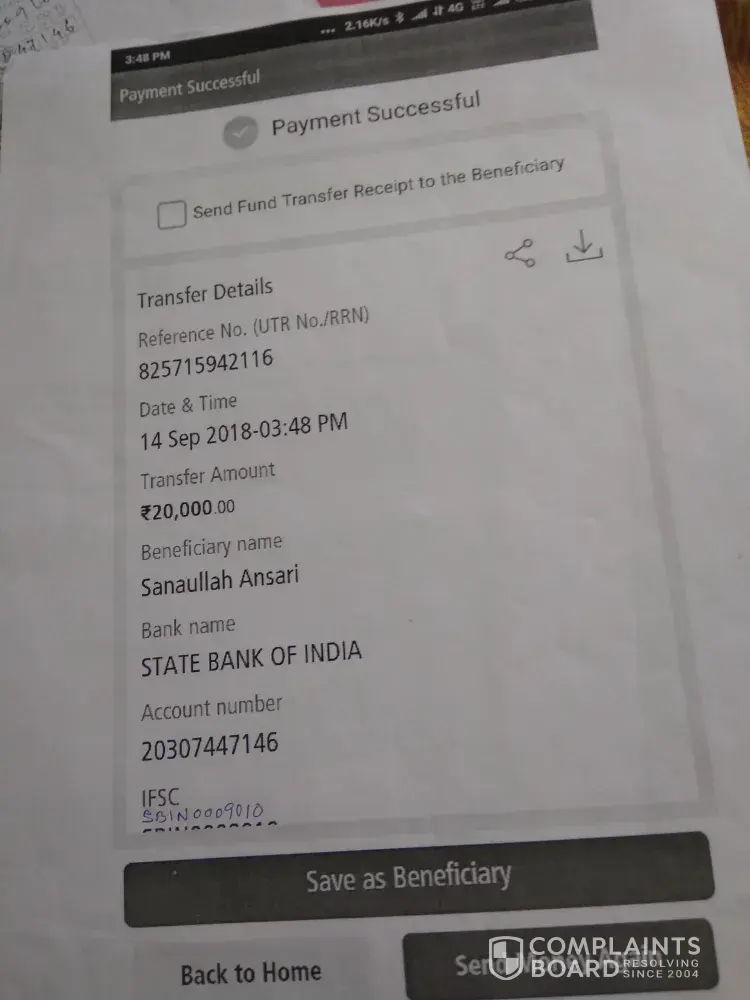 3:48 PM
... 2.16K/s 4G
Payment Successful
Payment Successful
Send Fund Transfer Receipt to the Beneficiary
Transfer Details
Reference No. (UTR No./RRN)
825715942116
Date & Time
14 Sep 2018-03:48 PM
Transfer Amount
₹20,000.00
Beneficiary name
Sanaullah Ansari
Bank name
STATE BANK OF INDIA
Account number
20307447146
IFSC
SBIN0009010
Save as Beneficiary
Back to Home
COMPLAINTS
BOARD RESOLVING
SINCE 2004